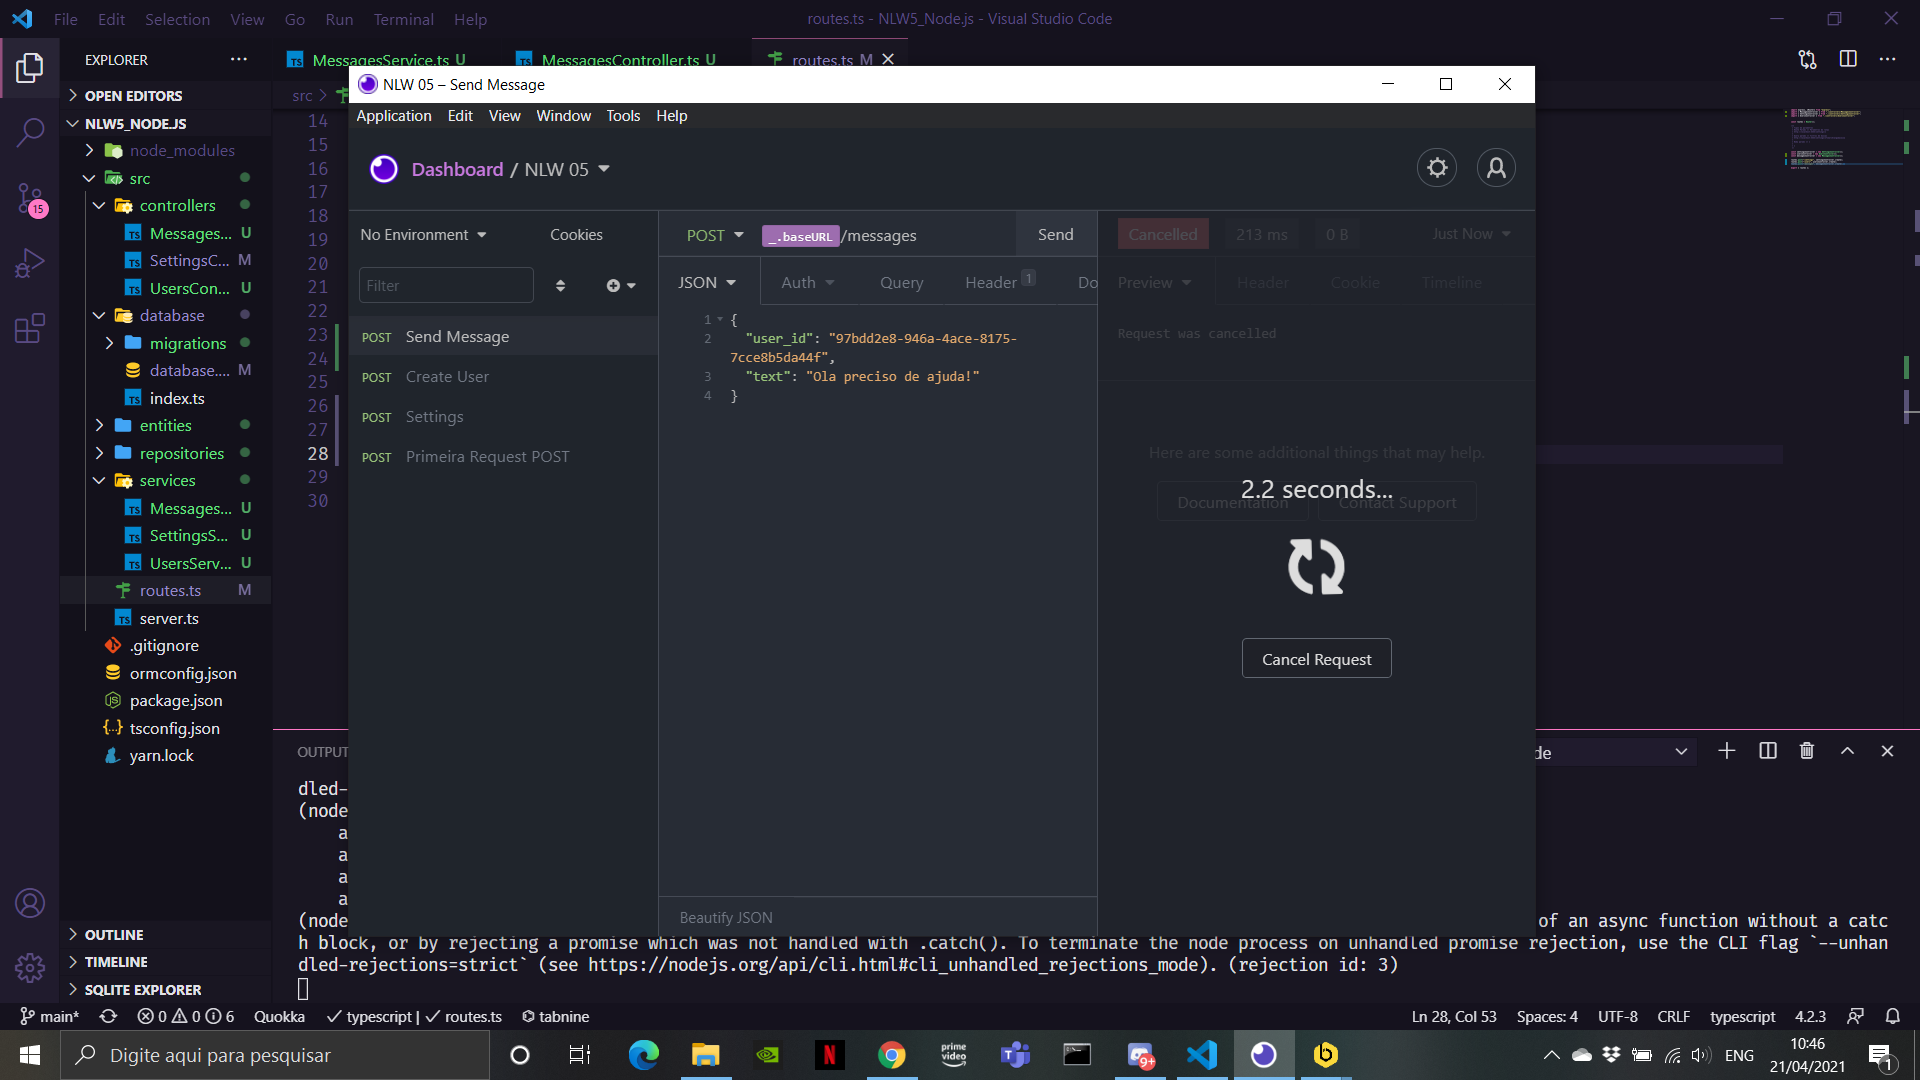 File Edit Selection View Go Run Terminal Help
routes.ts - NLW5_Node.js - Visual Studio Code
EXPLORER
MessagesService.ts U
MessagesController.ts U
routes.ts M
OPEN EDITORS
NLW5_NODE.JS
node_modules
src
controllers
Messages... U
SettingsC... M
UsersCon... U
database
migrations
database.... M
index.ts
entities
repositories
services
Messages... U
SettingsS... U
UsersServ... U
routes.ts M
server.ts
.gitignore
ormconfig.json
package.json
tsconfig.json
yarn.lock
OUTLINE
TIMELINE
SQLITE EXPLORER
15
src
14
15
16
17
18
19
20
21
22
23
24
25
26
27
28
29
30
NLW 05 – Send Message
Application Edit View Window Tools Help
Dashboard / NLW 05
No Environment
Cookies
Filter
POST Send Message
POST Create User
POST Settings
POST Primeira Request POST
POST _.baseURL/messages Send
JSON Auth Query Header 1 Do
1 {
2 "user_id": "97bdd2e8-946a-4ace-8175-
7cce8b5da44f",
3 "text": "Ola preciso de ajuda!"
4 }
Beautify JSON
Cancelled 213 ms 0 B Just Now
Preview Header Cookie Timeline
Request was cancelled
Here are some additional things that may help.
2.2 seconds...
Documentation Contact Support
Cancel Request
OUTPUT
de
dled-
(node
a
a
a
a
(node of an async function without a catc
h block, or by rejecting a promise which was not handled with .catch(). To terminate the node process on unhandled promise rejection, use the CLI flag `--unhan
dled-rejections=strict` (see https://nodejs.org/api/cli.html#cli_unhandled_rejections_mode). (rejection id: 3)
main* 0 0 6 Quokka typescript | routes.ts tabnine
Ln 28, Col 53 Spaces: 4 UTF-8 CRLF typescript 4.2.3
Digite aqui para pesquisar
N
prime video
9+
ENG
10:46
21/04/2021
1